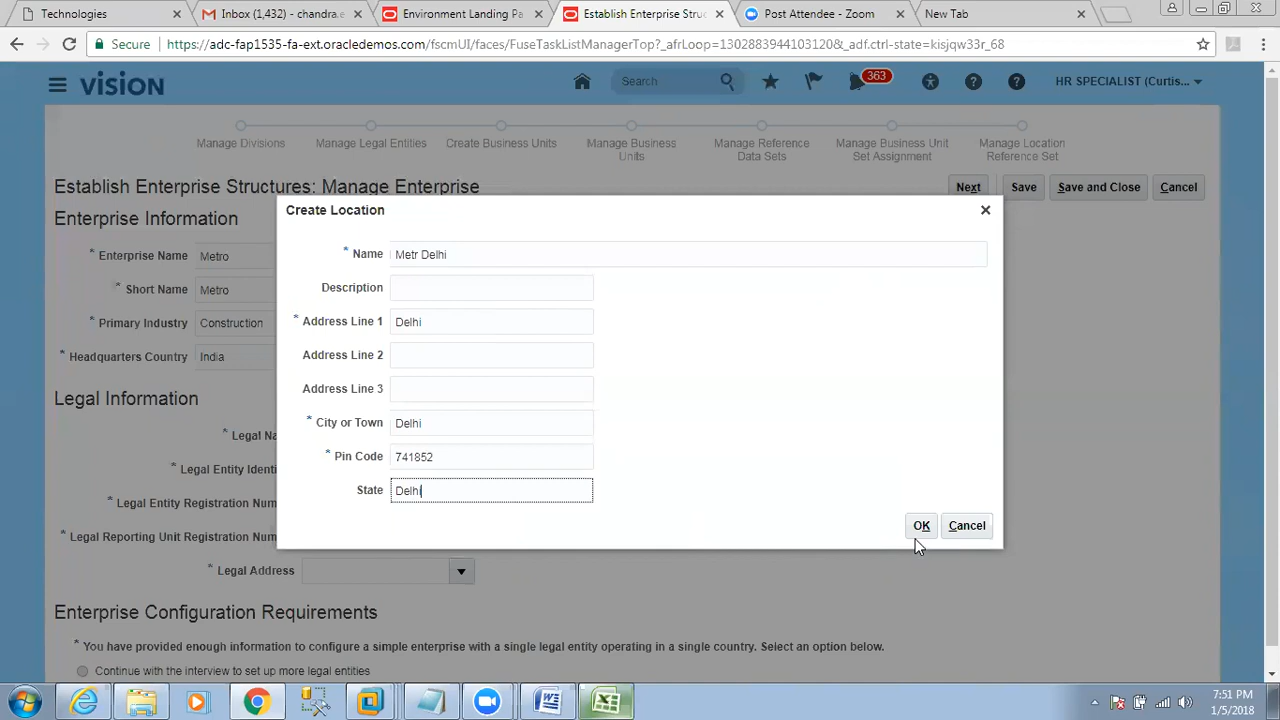 Technologies
Inbox (1,432) - chandra.e
Environment Landing Pa
Establish Enterprise Struc
Post Attendee - Zoom
New Tab
Secure
https://adc-fap1535-fa-ext.oracledemos.com/fscmUI/faces/FuseTaskListManagerTop?_afrLoop=13028839440103120&_adf.ctrl-state=kisjqw33r_68
VISION
Search
363
HR SPECIALIST (Curtis...
Manage Divisions
Manage Legal Entities
Create Business Units
Manage Business Units
Manage Reference Data Sets
Manage Business Unit Set Assignment
Manage Location Reference Set
Establish Enterprise Structures: Manage Enterprise
Next
Save
Save and Close
Cancel
Enterprise Information
* Enterprise Name Metro
* Short Name Metro
* Primary Industry Construction
* Headquarters Country India
Legal Information
* Legal Na
* Legal Entity Identi
* Legal Entity Registration Num
* Legal Reporting Unit Registration Num
* Legal Address
Create Location
* Name Metr Delhi
Description
* Address Line 1 Delhi
Address Line 2
Address Line 3
* City or Town Delhi
* Pin Code 741852
State Delhi
OK
Cancel
Enterprise Configuration Requirements
* You have provided enough information to configure a simple enterprise with a single legal entity operating in a single country. Select an option below.
Continue with the interview to set up more legal entities
7:51 PM
1/5/2018